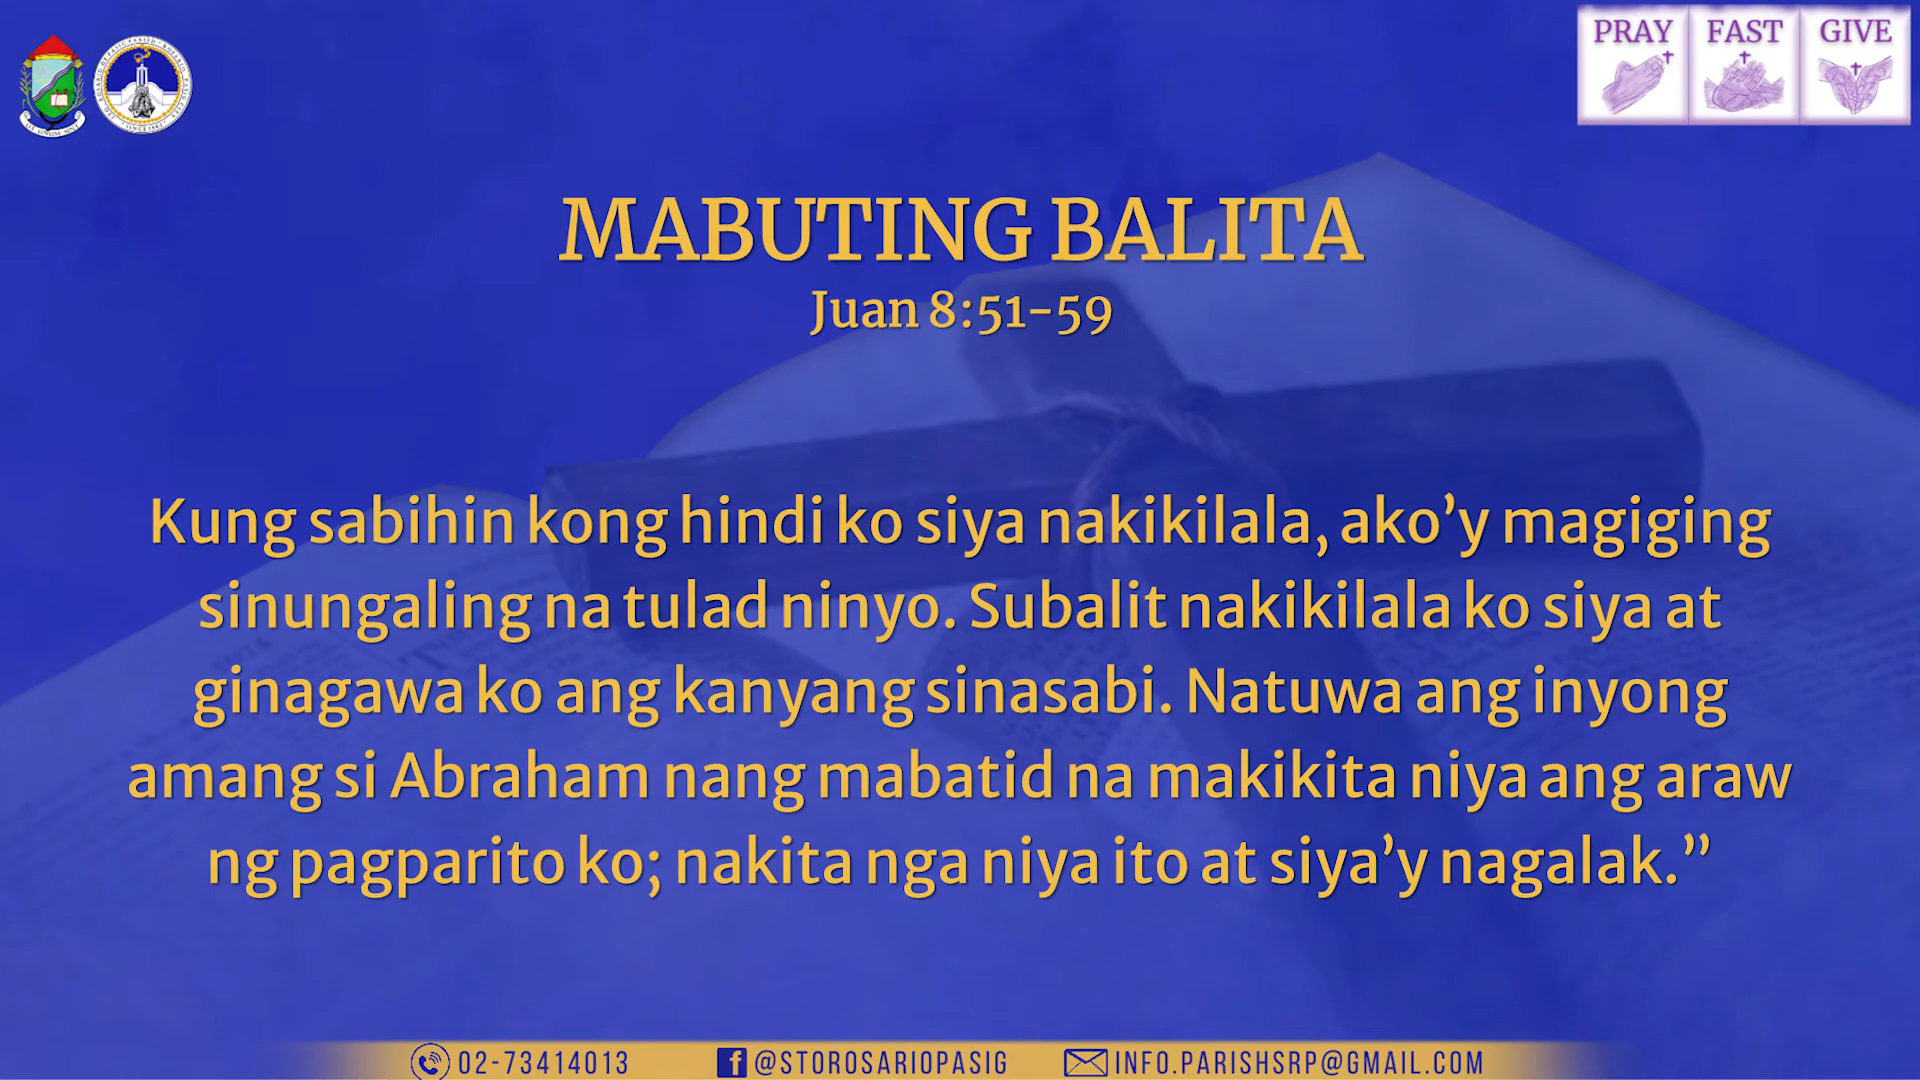 PRAY FAST GIVE
MABUTING BALITA
Juan 8:51-59
Kung sabihin kong hindi ko siya nakikilala, ako’y magiging
sinungaling na tulad ninyo. Subalit nakikilala ko siya at
ginagawa ko ang kanyang sinasabi. Natuwa ang inyong
amang si Abraham nang mabatid na makikita niya ang araw
ng pagparito ko; nakita nga niya ito at siya’y nagalak.”
02-73414013 @STOROSARIOPASIG INFO.PARISHSRP@GMAIL.COM